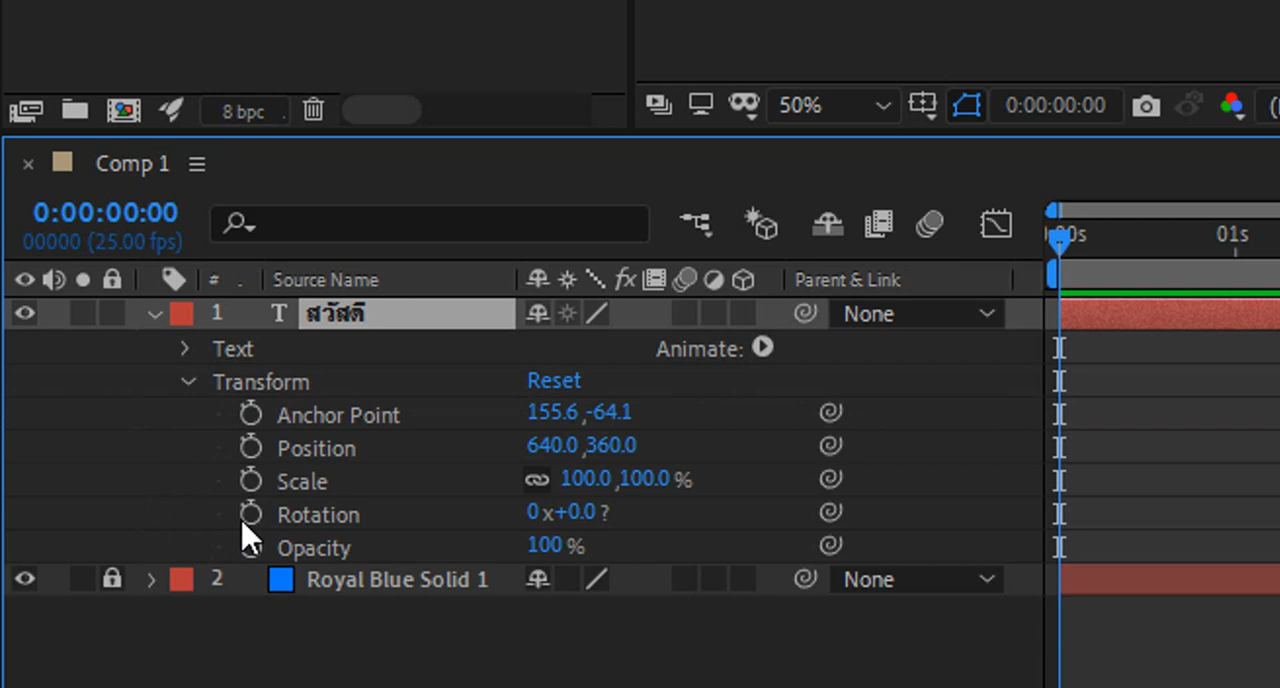 8 bpc
50%
0:00:00:00
Comp 1
0:00:00:00
00000 (25.00 fps)
01s
# . Source Name Parent & Link
1 T สวัสดี None
Text Animate:
Transform Reset
Anchor Point 155.6,-64.1
Position 640.0,360.0
Scale 100.0,100.0 %
Rotation 0x+0.0?
Opacity 100 %
2 Royal Blue Solid 1 None